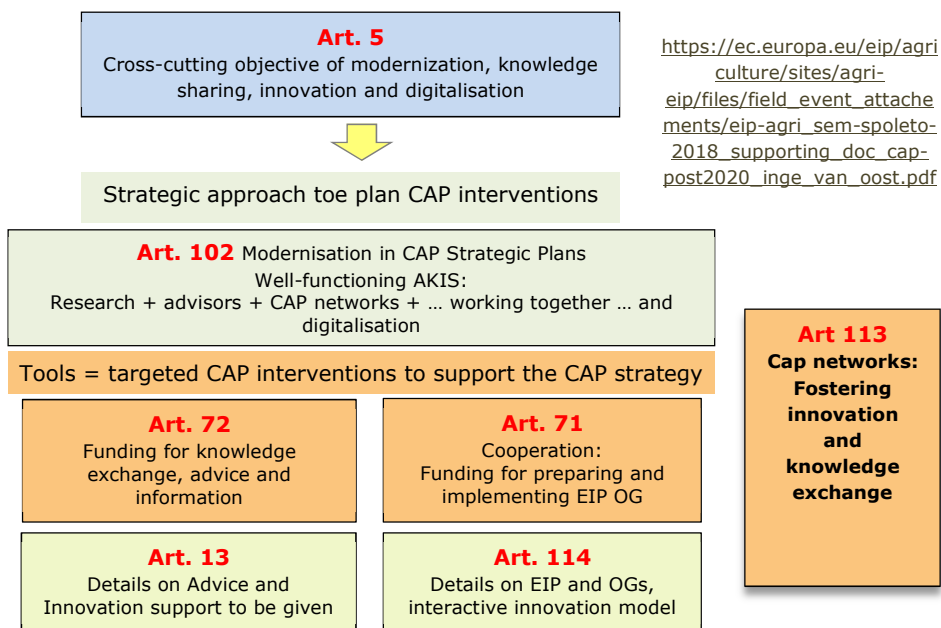 Art. 5
Cross-cutting objective of modernization, knowledge
sharing, innovation and digitalisation
https://ec.europa.eu/eip/agri
culture/sites/agri-
eip/files/field_event_attache
ments/eip-agri_sem-spoleto-
2018_supporting_doc_cap-
post2020_inge_van_oost.pdf
Strategic approach toe plan CAP interventions
Art. 102 Modernisation in CAP Strategic Plans
Well-functioning AKIS:
Research + advisors + CAP networks + … working together … and
digitalisation
Tools = targeted CAP interventions to support the CAP strategy
Art. 72
Funding for knowledge
exchange, advice and
information
Art. 71
Cooperation:
Funding for preparing and
implementing EIP OG
Art. 13
Details on Advice and
Innovation support to be given
Art. 114
Details on EIP and OGs,
interactive innovation model
Art 113
Cap networks:
Fostering
innovation
and
knowledge
exchange